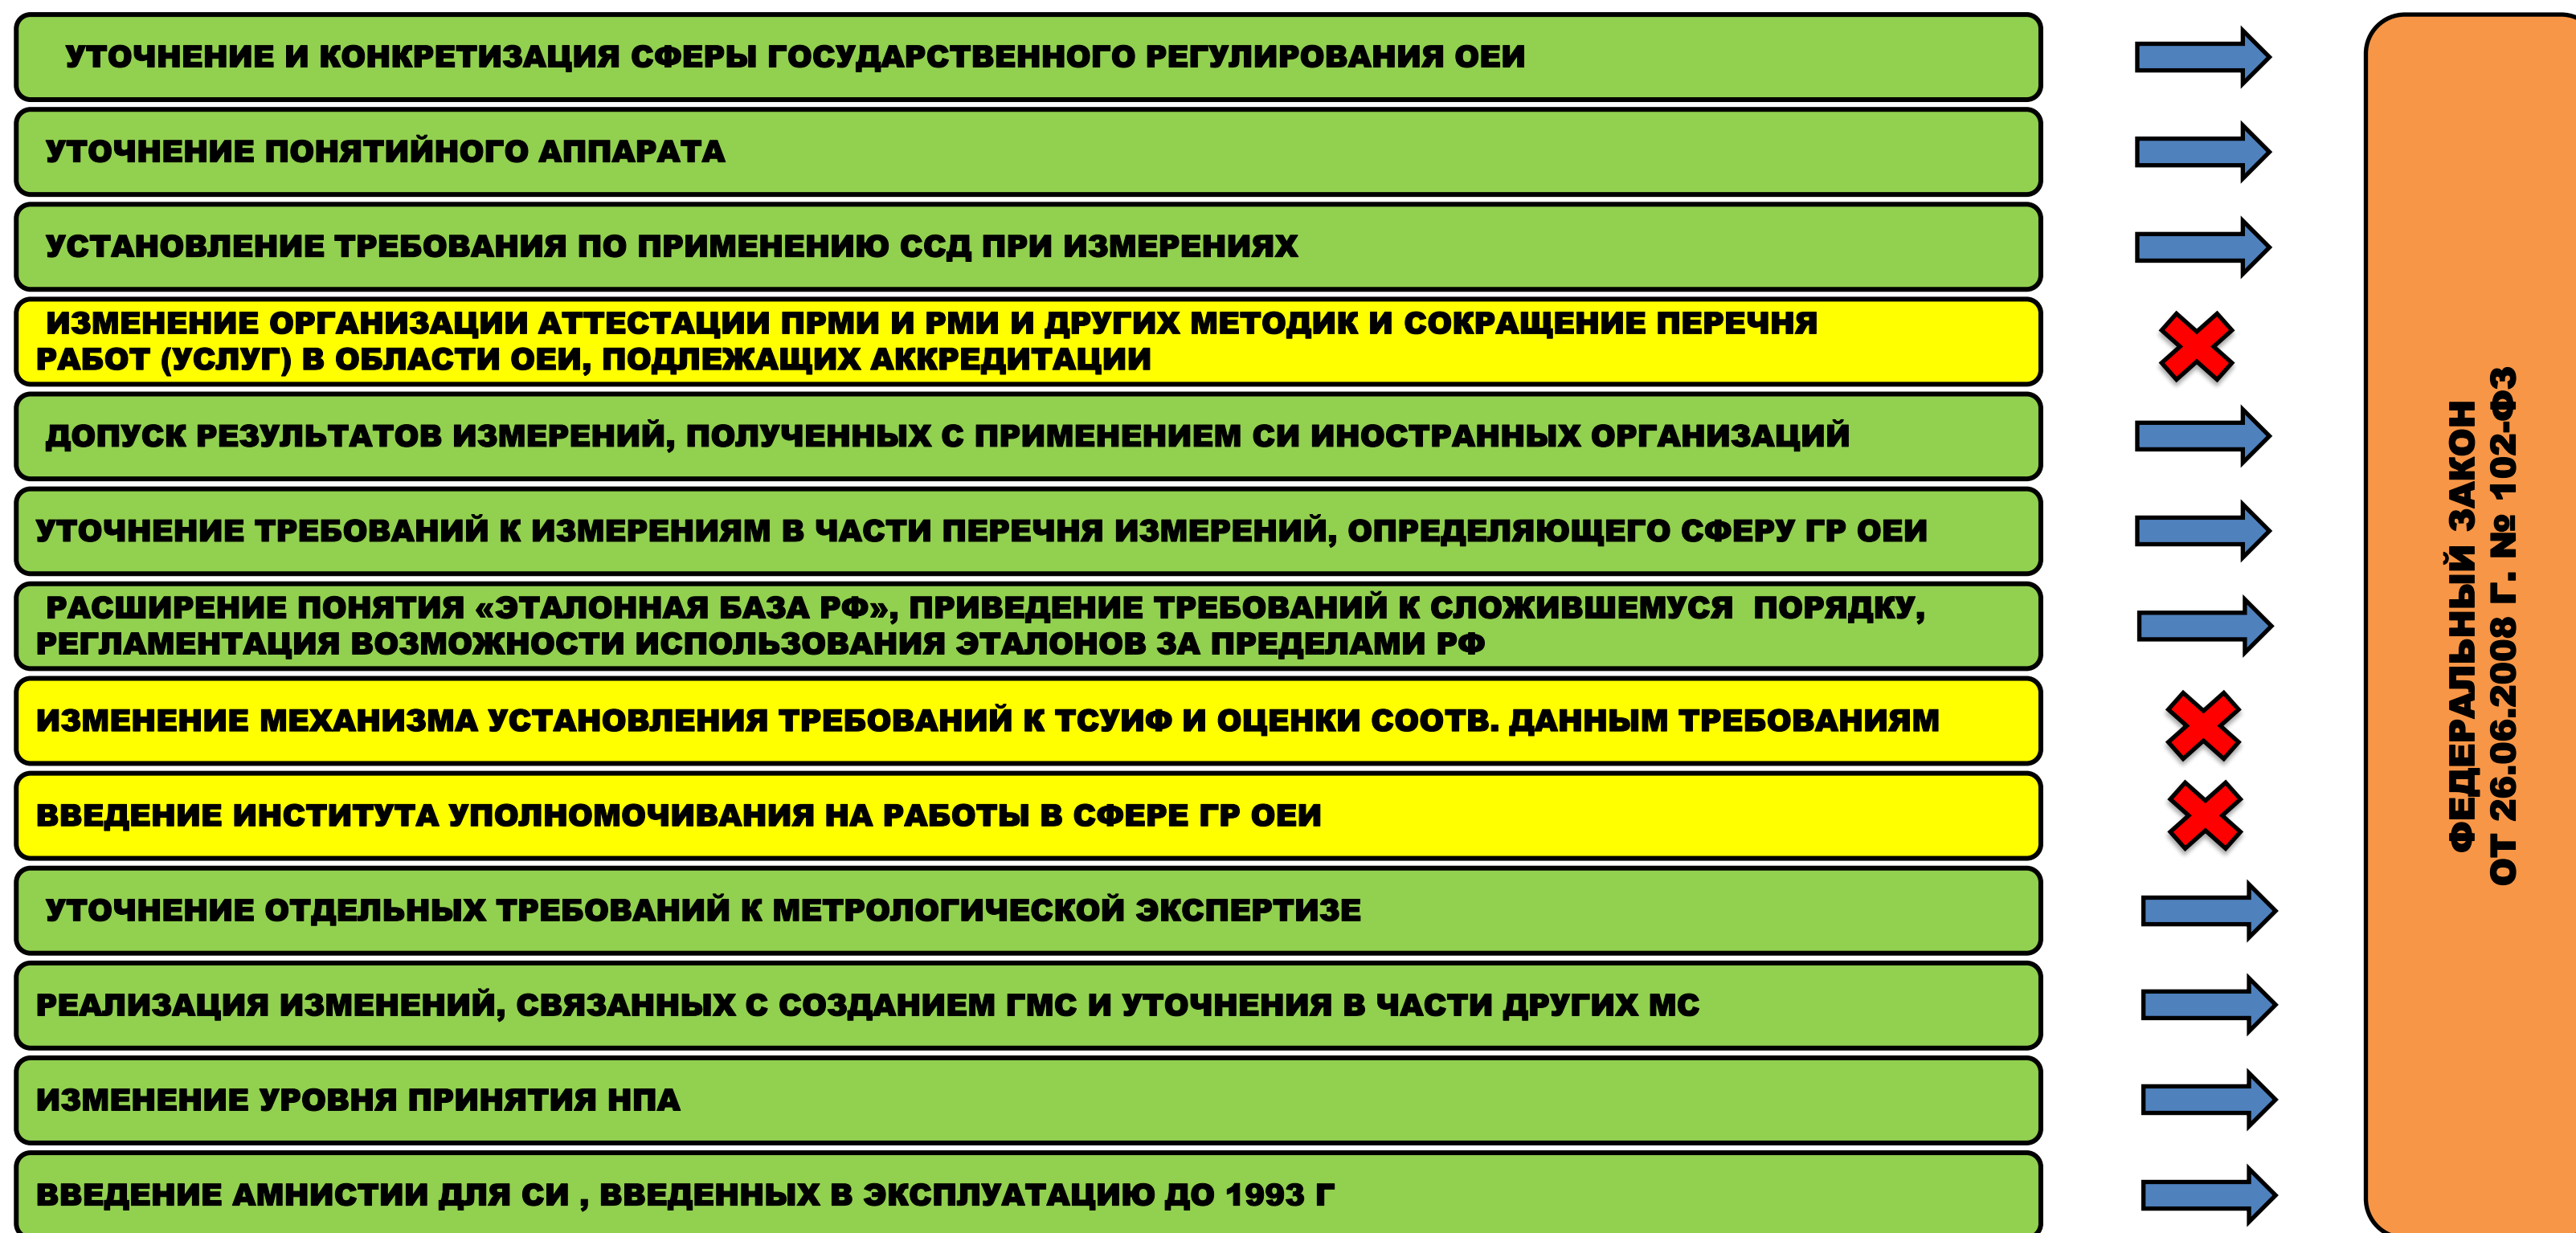 УТОЧНЕНИЕ И КОНКРЕТИЗАЦИЯ СФЕРЫ ГОСУДАРСТВЕННОГО РЕГУЛИРОВАНИЯ ОЕИ
УТОЧНЕНИЕ ПОНЯТИЙНОГО АППАРАТА
УСТАНОВЛЕНИЕ ТРЕБОВАНИЯ ПО ПРИМЕНЕНИЮ ССД ПРИ ИЗМЕРЕНИЯХ
ИЗМЕНЕНИЕ ОРГАНИЗАЦИИ АТТЕСТАЦИИ ПРМИ И РМИ И ДРУГИХ МЕТОДИК И СОКРАЩЕНИЕ ПЕРЕЧНЯ
РАБОТ (УСЛУГ) В ОБЛАСТИ ОЕИ, ПОДЛЕЖАЩИХ АККРЕДИТАЦИИ
ДОПУСК РЕЗУЛЬТАТОВ ИЗМЕРЕНИЙ, ПОЛУЧЕННЫХ С ПРИМЕНЕНИЕМ СИ ИНОСТРАННЫХ ОРГАНИЗАЦИЙ
УТОЧНЕНИЕ ТРЕБОВАНИЙ К ИЗМЕРЕНИЯМ В ЧАСТИ ПЕРЕЧНЯ ИЗМЕРЕНИЙ, ОПРЕДЕЛЯЮЩЕГО СФЕРУ ГР ОЕИ
РАСШИРЕНИЕ ПОНЯТИЯ «ЭТАЛОННАЯ БАЗА РФ», ПРИВЕДЕНИЕ ТРЕБОВАНИЙ К СЛОЖИВШЕМУСЯ ПОРЯДКУ,
РЕГЛАМЕНТАЦИЯ ВОЗМОЖНОСТИ ИСПОЛЬЗОВАНИЯ ЭТАЛОНОВ ЗА ПРЕДЕЛАМИ РФ
ИЗМЕНЕНИЕ МЕХАНИЗМА УСТАНОВЛЕНИЯ ТРЕБОВАНИЙ К ТСУИФ И ОЦЕНКИ СООТВ. ДАННЫМ ТРЕБОВАНИЯМ
ВВЕДЕНИЕ ИНСТИТУТА УПОЛНОМОЧИВАНИЯ НА РАБОТЫ В СФЕРЕ ГР ОЕИ
УТОЧНЕНИЕ ОТДЕЛЬНЫХ ТРЕБОВАНИЙ К МЕТРОЛОГИЧЕСКОЙ ЭКСПЕРТИЗЕ
РЕАЛИЗАЦИЯ ИЗМЕНЕНИЙ, СВЯЗАННЫХ С СОЗДАНИЕМ ГМС И УТОЧНЕНИЯ В ЧАСТИ ДРУГИХ МС
ИЗМЕНЕНИЕ УРОВНЯ ПРИНЯТИЯ НПА
ВВЕДЕНИЕ АМНИСТИИ ДЛЯ СИ , ВВЕДЕННЫХ В ЭКСПЛУАТАЦИЮ ДО 1993 Г
ФЕДЕРАЛЬНЫЙ ЗАКОН
ОТ 26.06.2008 Г. № 102-ФЗ